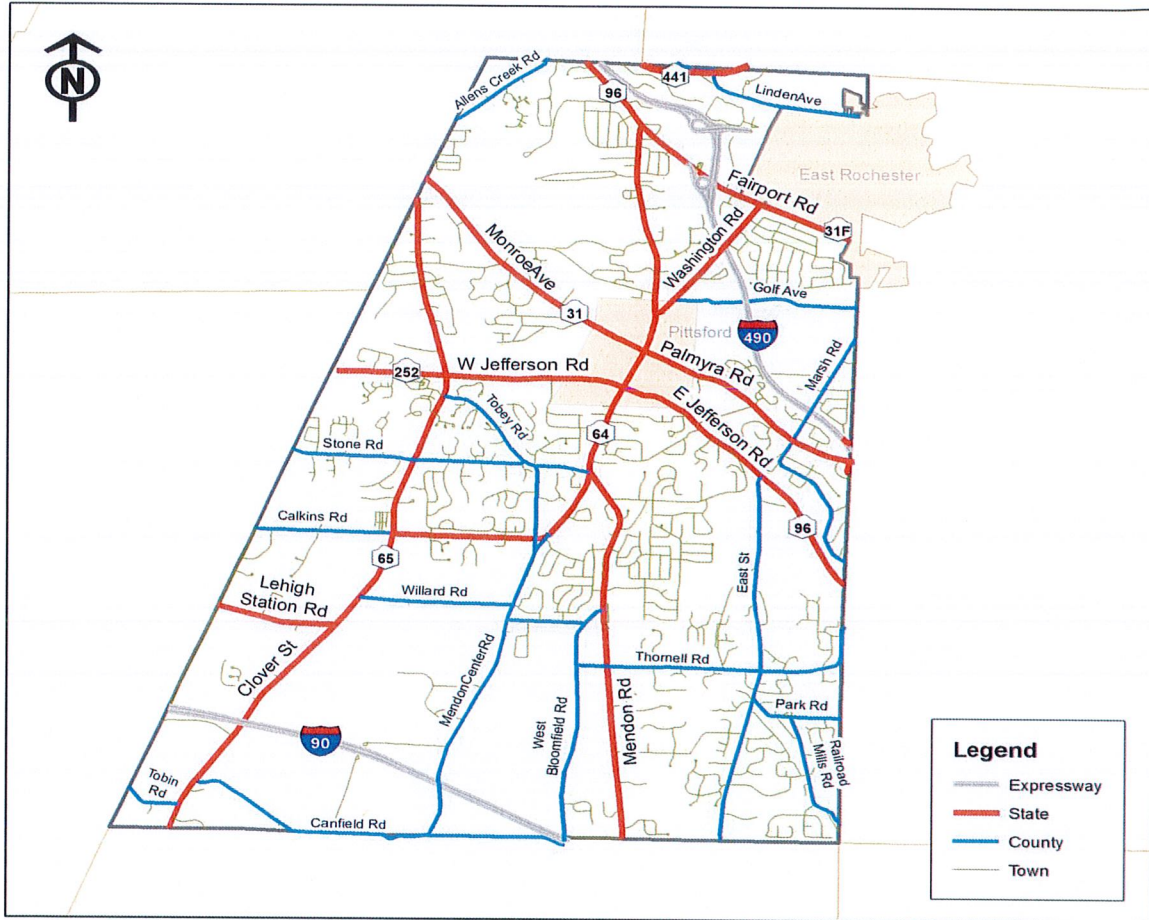 N
Allens Creek Rd
96
441
LindenAve
East Rochester
Fairport Rd
31F
Washington Rd
MonroeAve
31
Golf Ave
Pittsford
490
Marsh Rd
W Jefferson Rd
252
Palmyra Rd
E Jefferson Rd
Tobey Rd
64
Stone Rd
Calkins Rd
96
65
East St
Willard Rd
Lehigh
Station Rd
Clover St
MendonCenterRd
Thornell Rd
West
Bloomfield Rd
Mendon Rd
Park Rd
Railroad
Mills Rd
90
Tobin
Rd
Canfield Rd
Legend
Expressway
State
County
Town